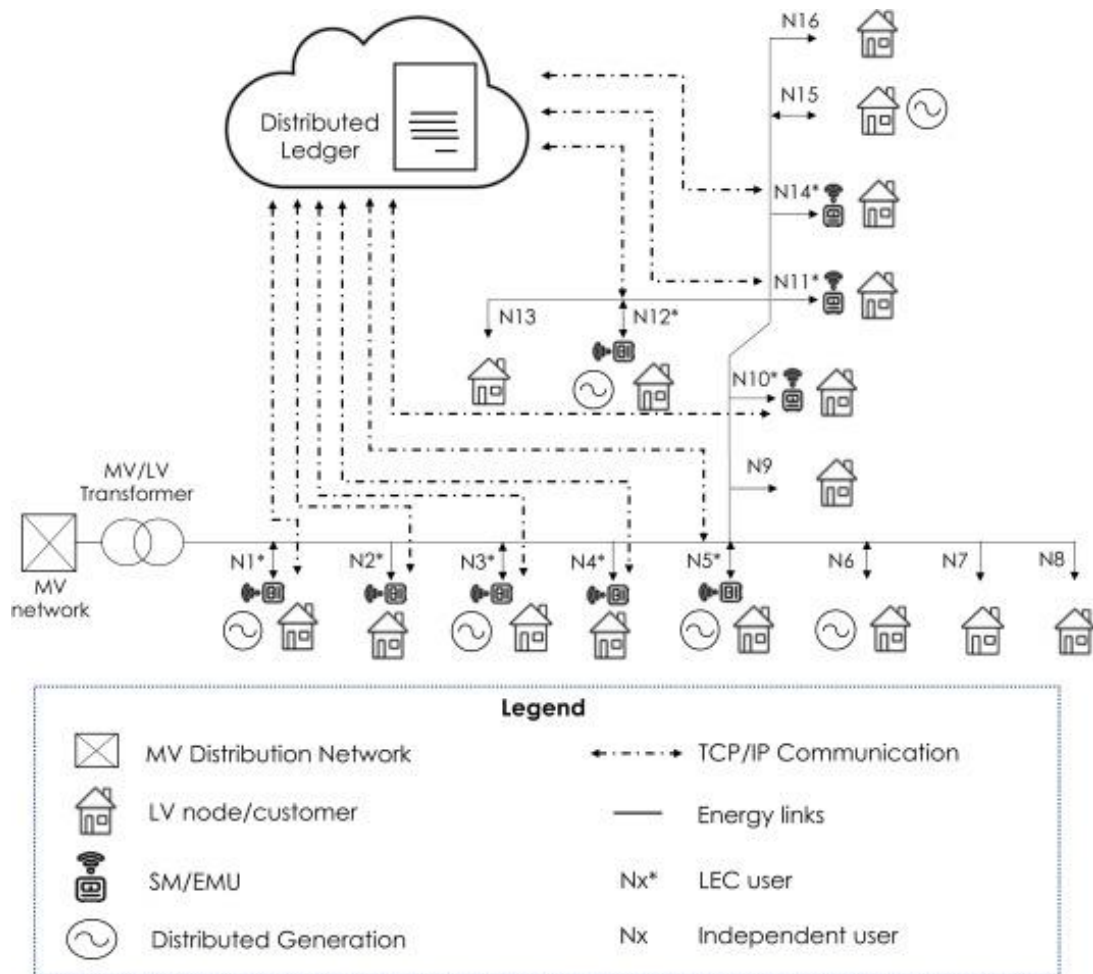 N16
Distributed
Ledger
N15
N14*
N11*
N13
N12*
N10*
MV/LV
Transformer
N9
N1*
N2*
N3*
N4*
N5*
N6
N7
N8
MV
network
Legend
MV Distribution Network
TCP/IP Communication
LV node/customer
Energy links
SM/EMU
Nx* LEC user
Distributed Generation
Nx Independent user